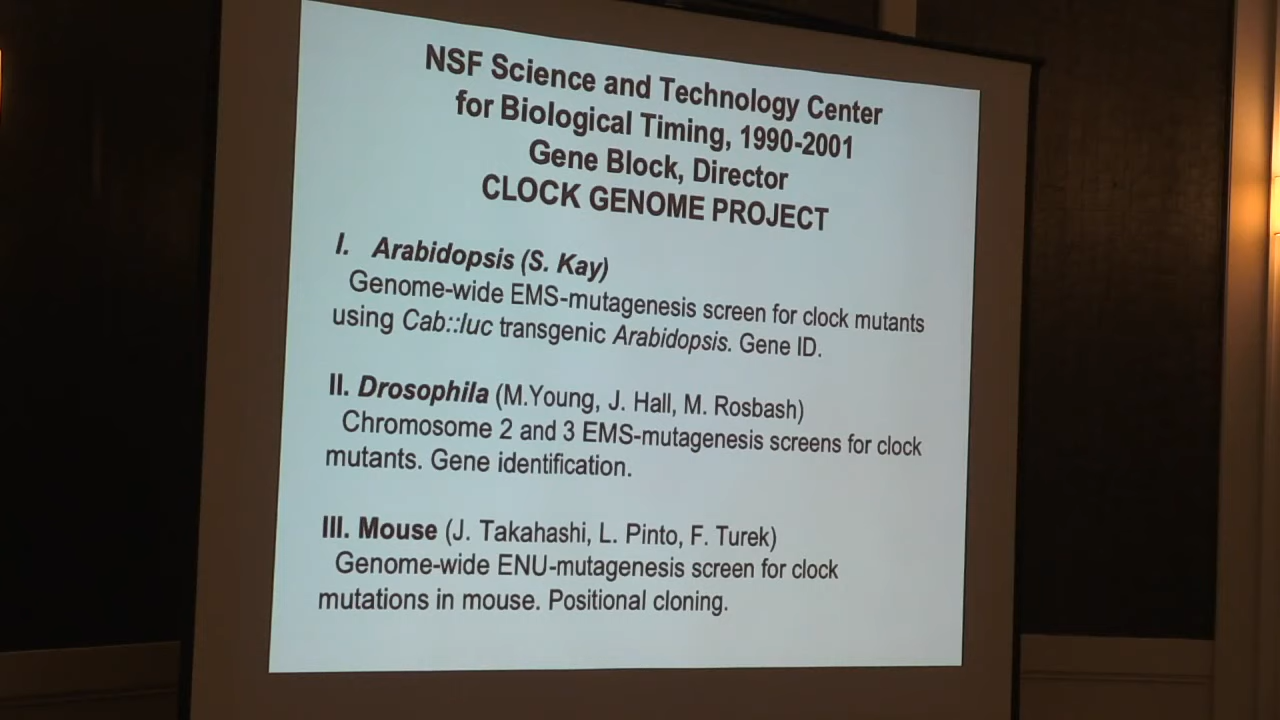 NSF Science and Technology Center
for Biological Timing, 1990-2001
Gene Block, Director
CLOCK GENOME PROJECT
I. Arabidopsis (S. Kay)
Genome-wide EMS-mutagenesis screen for clock mutants
using Cab::luc transgenic Arabidopsis. Gene ID.
II. Drosophila (M.Young, J. Hall, M. Rosbash)
Chromosome 2 and 3 EMS-mutagenesis screens for clock
mutants. Gene identification.
III. Mouse (J. Takahashi, L. Pinto, F. Turek)
Genome-wide ENU-mutagenesis screen for clock
mutations in mouse. Positional cloning.